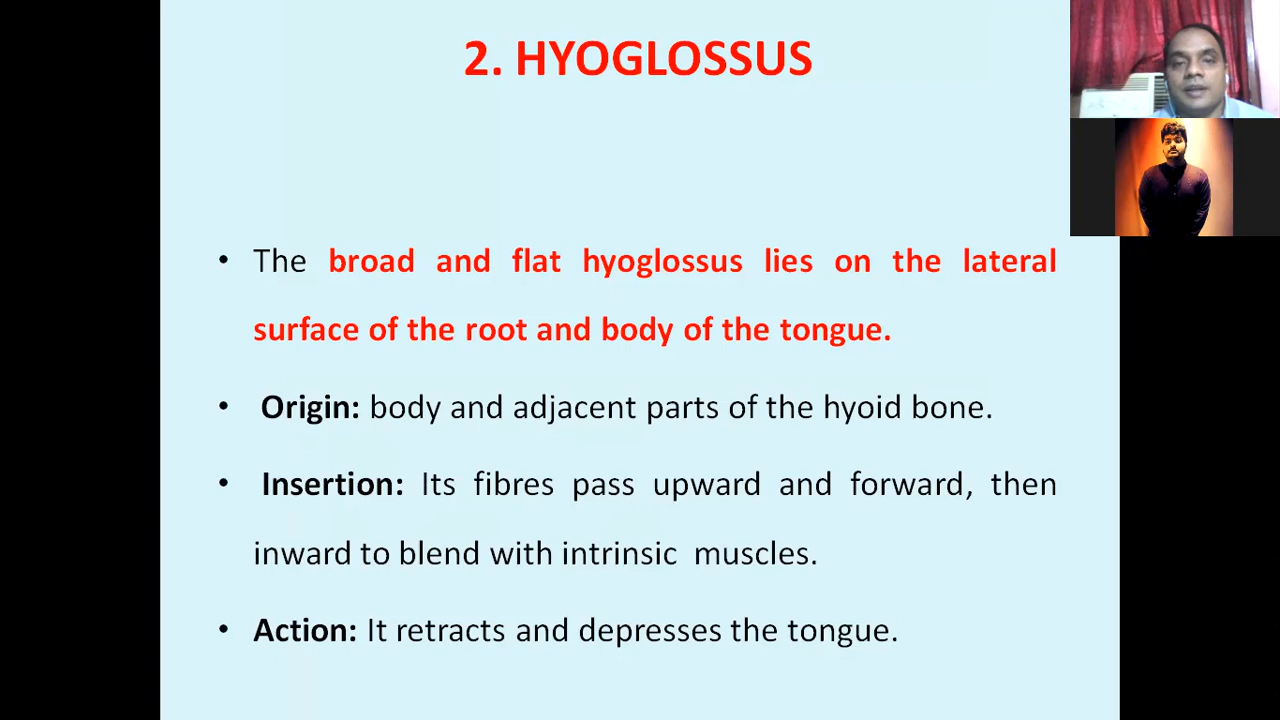 2. HYOGLOSSUS
• The broad and flat hyoglossus lies on the lateral
surface of the root and body of the tongue.
• Origin: body and adjacent parts of the hyoid bone.
• Insertion: Its fibres pass upward and forward, then
inward to blend with intrinsic muscles.
• Action: It retracts and depresses the tongue.